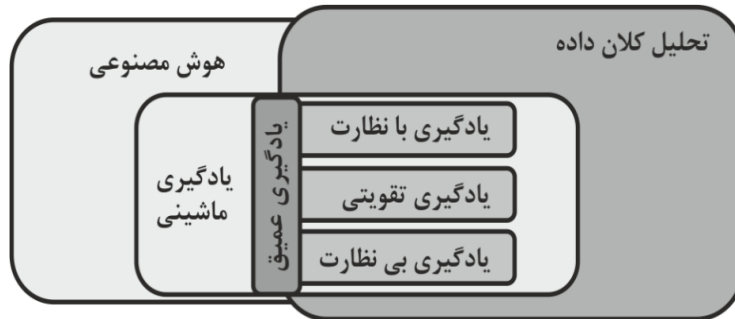 تحلیل کلان داده
هوش مصنوعی
یادگیری با نظارت
یادگیری تقویتی
یادگیری بی نظارت
یادگیری عمیق
یادگیری
ماشینی